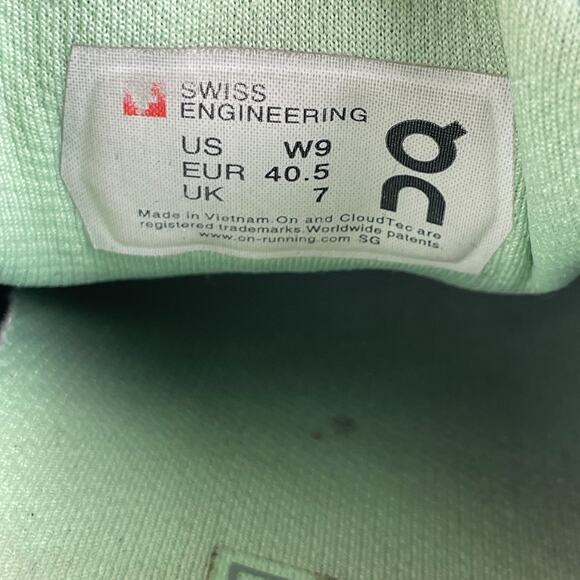 SWISS
ENGINEERING
US W9
EUR 40.5
UK 7
Made in Vietnam. On and CloudTec are
registered trademarks. Worldwide patents.
www.on-running.com SG